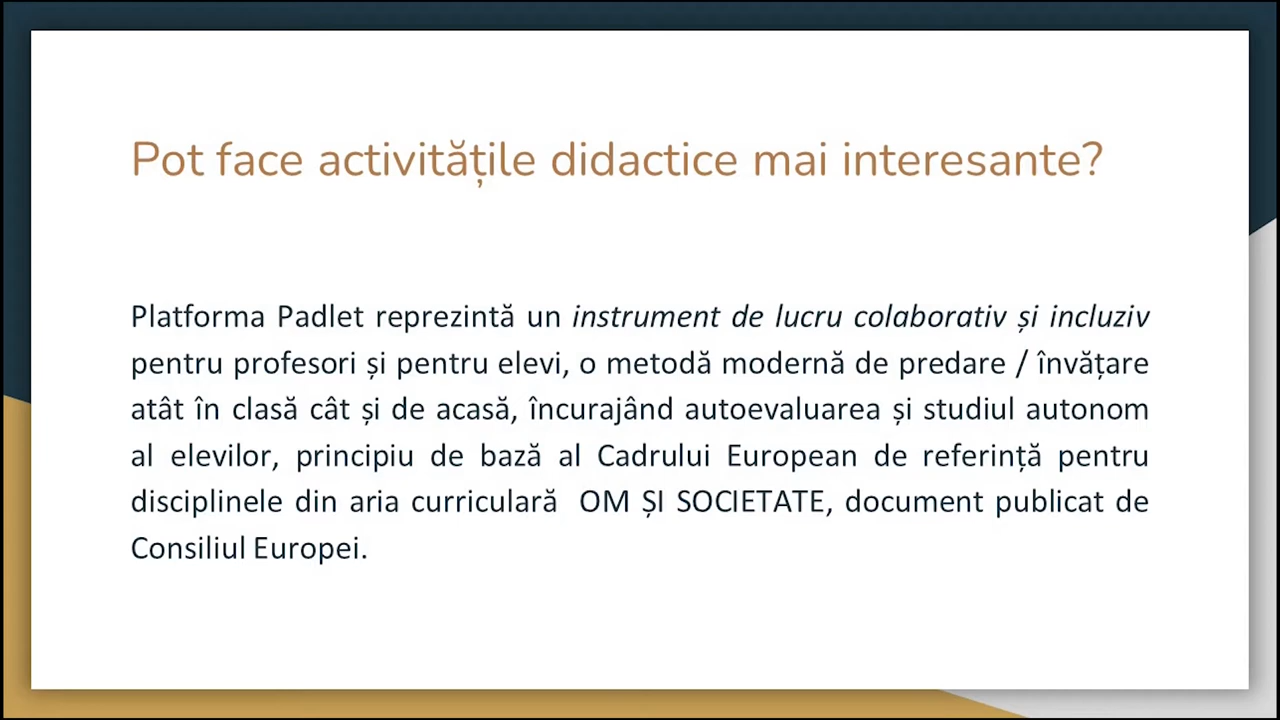 Pot face activitățile didactice mai interesante?
Platforma Padlet reprezintă un instrument de lucru colaborativ și incluziv
pentru profesori și pentru elevi, o metodă modernă de predare / învățare
atât în clasă cât și de acasă, încurajând autoevaluarea și studiul autonom
al elevilor, principiu de bază al Cadrului European de referință pentru
disciplinele din aria curriculară OM ȘI SOCIETATE, document publicat de
Consiliul Europei.